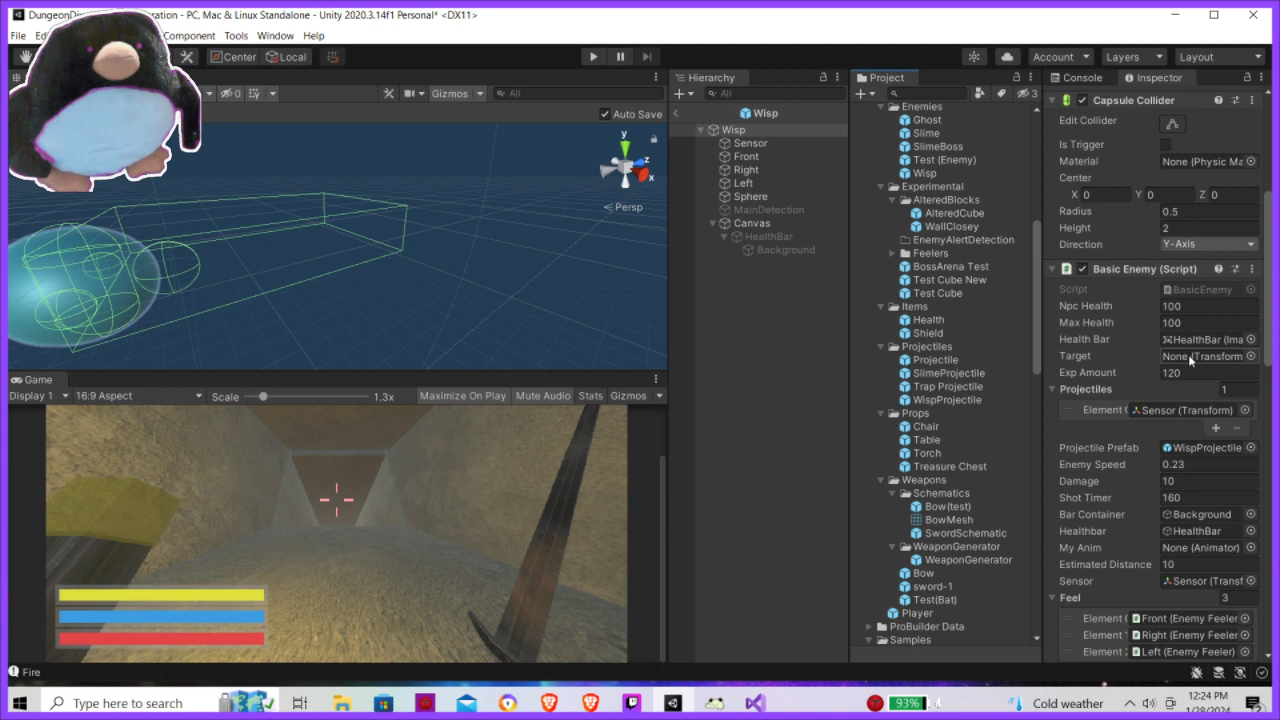 DungeonDi
ration - PC, Mac & Linux Standalone - Unity 2020.3.14f1 Personal* <DX11>
File
Component Tools Window Help
Center Local
Account Layers Layout
0 Gizmos All
Auto Save
y
z
x
Persp
Game
Display 1 16:9 Aspect Scale 1.3x Maximize On Play Mute Audio Stats Gizmos
Hierarchy
All
Wisp
Wisp
Sensor
Front
Right
Left
Sphere
MainDetection
Canvas
HealthBar
Background
Project
3
Enemies
Ghost
Slime
SlimeBoss
Test (Enemy)
Wisp
Experimental
AlteredBlocks
AlteredCube
WallClosey
EnemyAlertDetection
Feelers
BossArena Test
Test Cube New
Test Cube
Items
Health
Shield
Projectiles
Projectile
SlimeProjectile
Trap Projectile
WispProjectile
Props
Chair
Table
Torch
Treasure Chest
Weapons
Schematics
Bow(test)
BowMesh
SwordSchematic
WeaponGenerator
WeaponGenerator
Bow
sword-1
Test(Bat)
Player
ProBuilder Data
Samples
Console Inspector
Capsule Collider
Edit Collider
Is Trigger
Material None (Physic Ma
Center
X 0 Y 0 Z 0
Radius 0.5
Height 2
Direction Y-Axis
Basic Enemy (Script)
Script BasicEnemy
Npc Health 100
Max Health 100
Health Bar HealthBar (Ima
Target None (Transform
Exp Amount 120
Projectiles 1
Element Sensor (Transform)
Projectile Prefab WispProjectile
Enemy Speed 0.23
Damage 10
Shot Timer 160
Bar Container Background
Healthbar HealthBar
My Anim None (Animator)
Estimated Distance 10
Sensor Sensor (Transf
Feel 3
Element Front (Enemy Feeler
Element Right (Enemy Feeler
Element Left (Enemy Feeler)
Fire
Type here to search
93%
Cold weather
12:24 PM
1/28/2024